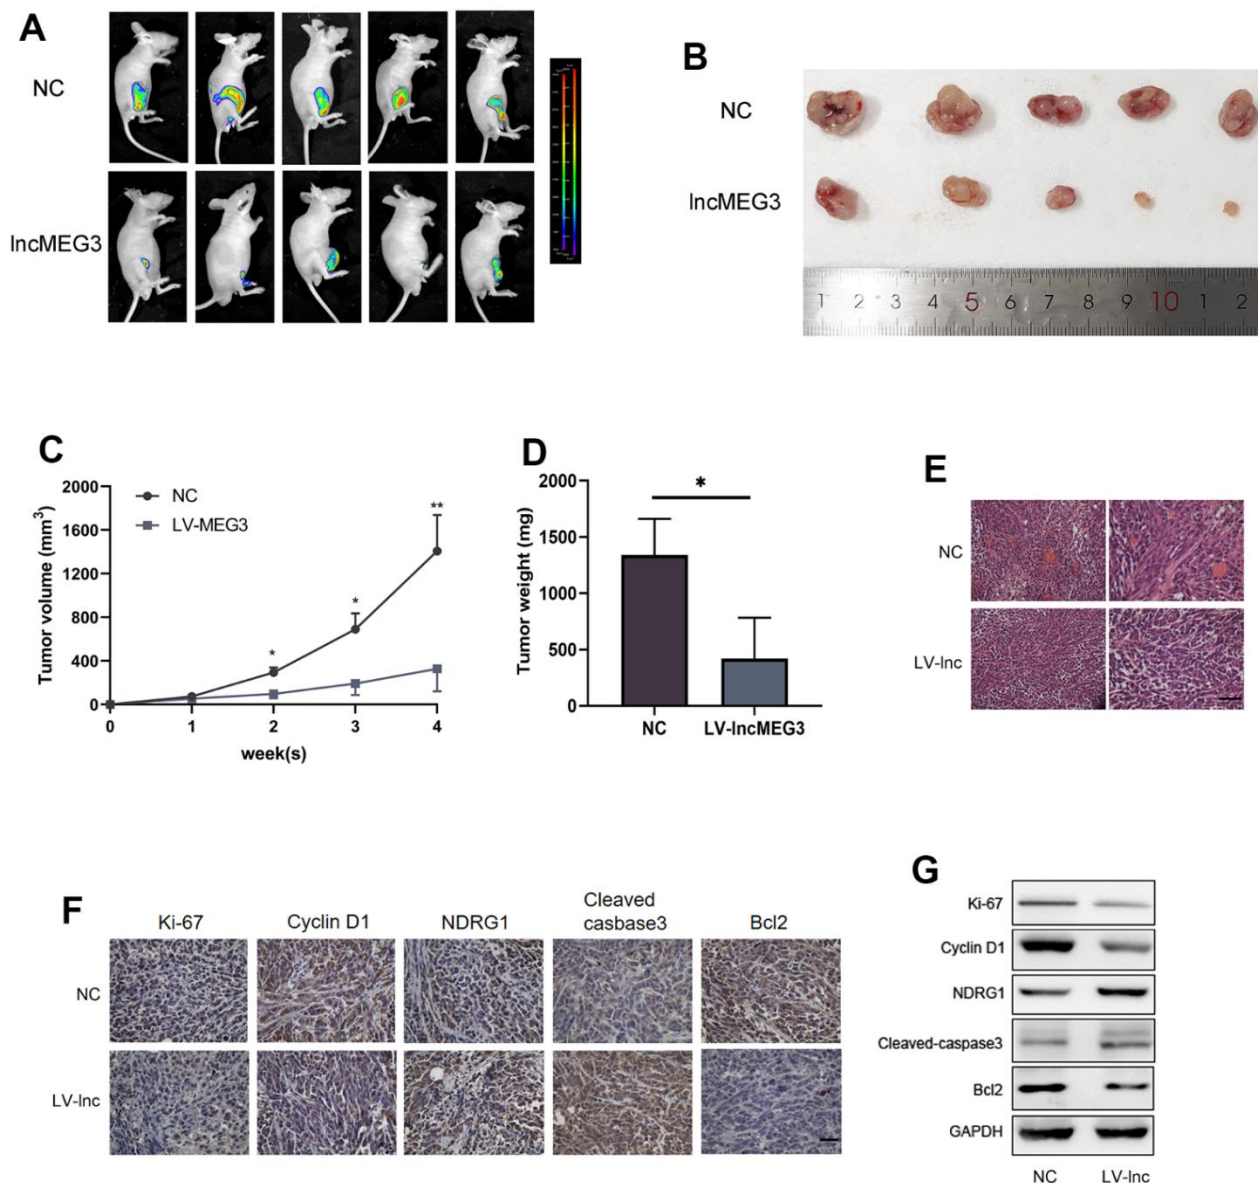 A
NC
lncMEG3
B
NC
lncMEG3
1 2 3 4 5 6 7 8 9 10 1 2
C
2000
1600
1200
800
400
0
Tumor volume (mm³)
NC
LV-MEG3
*
*
**
0 1 2 3 4
week(s)
D
2000
1500
1000
500
0
Tumor weight (mg)
*
NC LV-lncMEG3
E
NC
LV-lnc
F
Ki-67 Cyclin D1 NDRG1 Cleaved casbase3 Bcl2
NC
LV-lnc
G
Ki-67
Cyclin D1
NDRG1
Cleaved-caspase3
Bcl2
GAPDH
NC LV-lnc